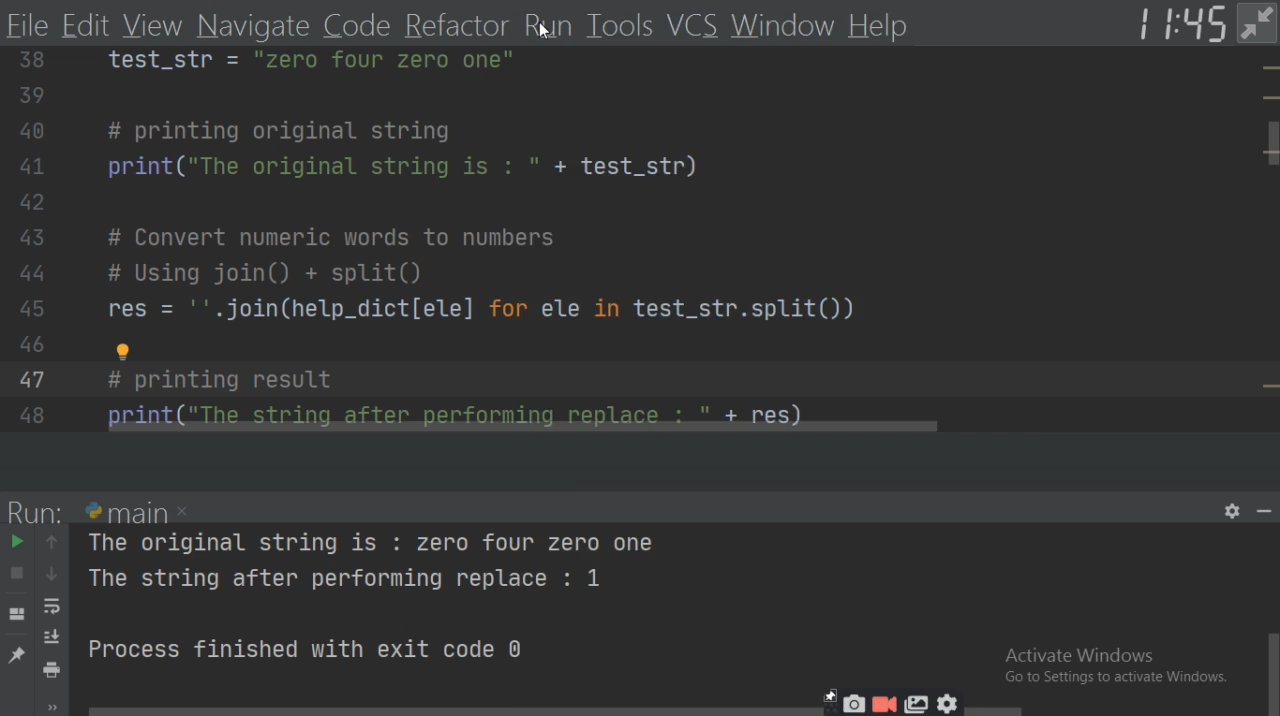 File Edit View Navigate Code Refactor Run Tools VCS Window Help 11:45
38 test_str = "zero four zero one"
39
40 # printing original string
41 print("The original string is : " + test_str)
42
43 # Convert numeric words to numbers
44 # Using join() + split()
45 res = ''.join(help_dict[ele] for ele in test_str.split())
46
47 # printing result
48 print("The string after performing replace : " + res)
Run: main ×
The original string is : zero four zero one
The string after performing replace : 1
Process finished with exit code 0
Activate Windows
Go to Settings to activate Windows.